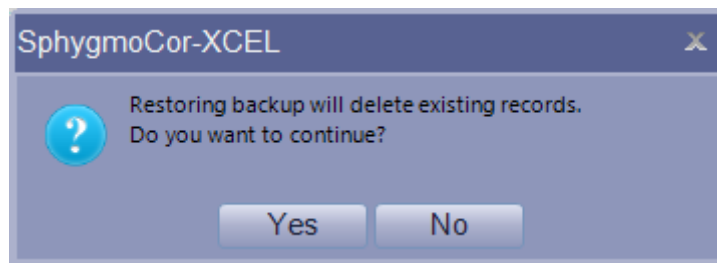 SphygmoCor-XCEL x
Restoring backup will delete existing records.
Do you want to continue?
Yes No